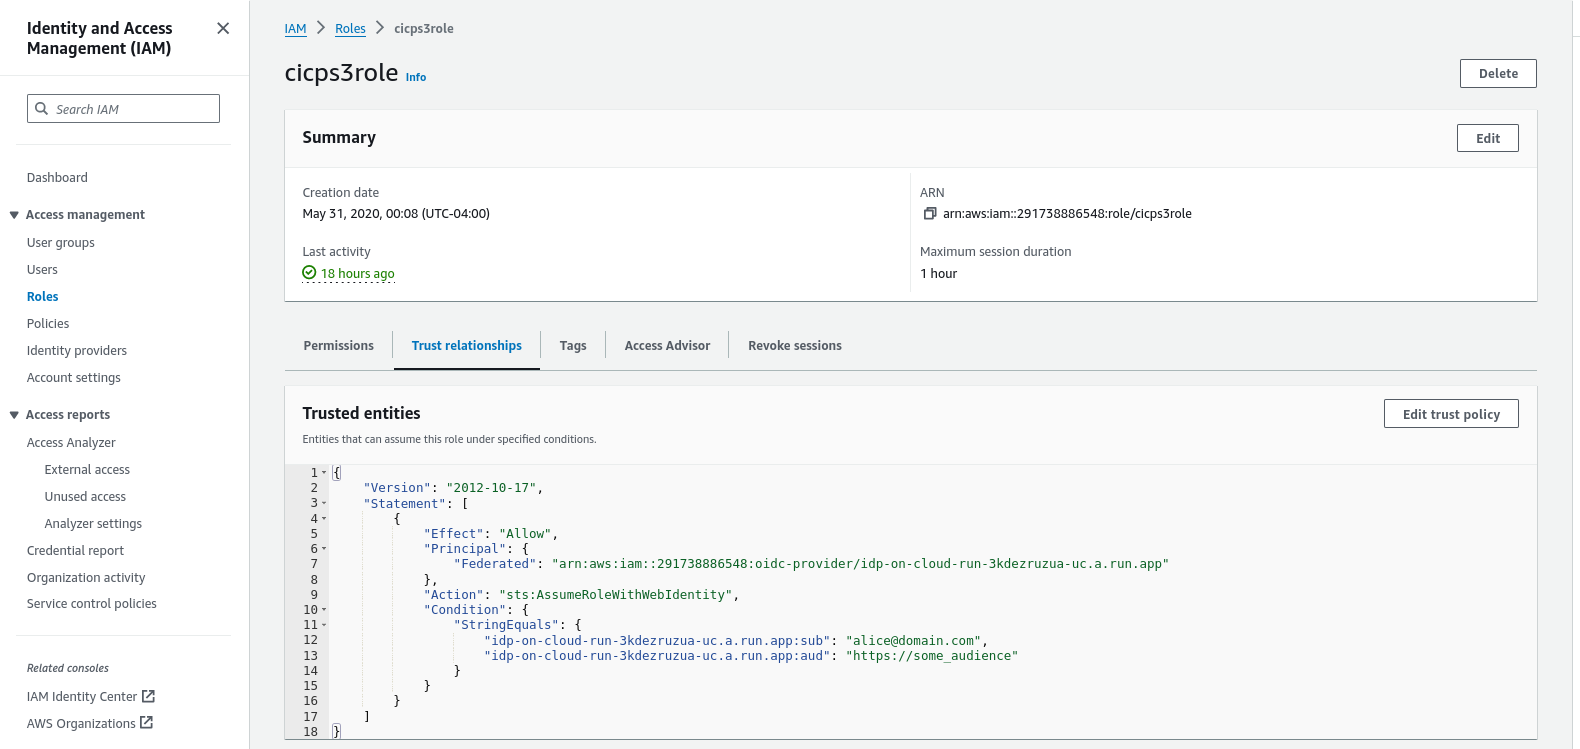 Identity and Access
Management (IAM)
Search IAM
Dashboard
Access management
User groups
Users
Roles
Policies
Identity providers
Account settings
Access reports
Access Analyzer
External access
Unused access
Analyzer settings
Credential report
Organization activity
Service control policies
Related consoles
IAM Identity Center
AWS Organizations
IAM > Roles > cicps3role
cicps3role Info
Delete
Summary
Edit
Creation date
May 31, 2020, 00:08 (UTC-04:00)
Last activity
18 hours ago
ARN
arn:aws:iam::291738886548:role/cicps3role
Maximum session duration
1 hour
Permissions
Trust relationships
Tags
Access Advisor
Revoke sessions
Trusted entities
Edit trust policy
Entities that can assume this role under specified conditions.
1 {
2     "Version": "2012-10-17",
3     "Statement": [
4         {
5             "Effect": "Allow",
6             "Principal": {
7                 "Federated": "arn:aws:iam::291738886548:oidc-provider/idp-on-cloud-run-3kdezruzua-uc.a.run.app"
8             },
9             "Action": "sts:AssumeRoleWithWebIdentity",
10             "Condition": {
11                 "StringEquals": {
12                     "idp-on-cloud-run-3kdezruzua-uc.a.run.app:sub": "alice@domain.com",
13                     "idp-on-cloud-run-3kdezruzua-uc.a.run.app:aud": "https://some_audience"
14                 }
15             }
16         }
17     ]
18 }